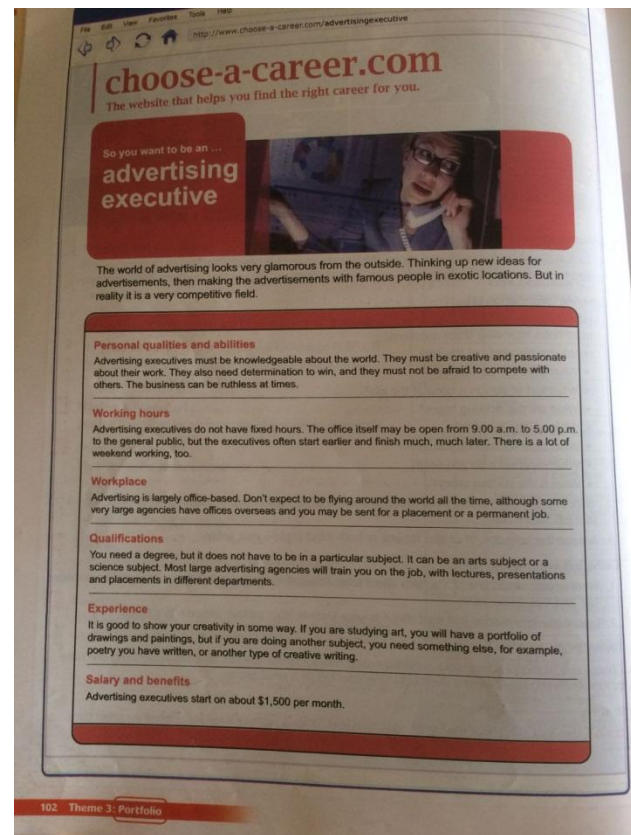 File Edit View Favorites Tools Help
http://www.choose-a-career.com/advertisingexecutive
choose-a-career.com
The website that helps you find the right career for you.
So you want to be an ...
advertising
executive
The world of advertising looks very glamorous from the outside. Thinking up new ideas for
advertisements, then making the advertisements with famous people in exotic locations. But in
reality it is a very competitive field.
Personal qualities and abilities
Advertising executives must be knowledgeable about the world. They must be creative and passionate
about their work. They also need determination to win, and they must not be afraid to compete with
others. The business can be ruthless at times.
Working hours
Advertising executives do not have fixed hours. The office itself may be open from 9.00 a.m. to 5.00 p.m.
to the general public, but the executives often start earlier and finish much, much later. There is a lot of
weekend working, too.
Workplace
Advertising is largely office-based. Don't expect to be flying around the world all the time, although some
very large agencies have offices overseas and you may be sent for a placement or a permanent job.
Qualifications
You need a degree, but it does not have to be in a particular subject. It can be an arts subject or a
science subject. Most large advertising agencies will train you on the job, with lectures, presentations
and placements in different departments.
Experience
It is good to show your creativity in some way. If you are studying art, you will have a portfolio of
drawings and paintings, but if you are doing another subject, you need something else, for example,
poetry you have written, or another type of creative writing.
Salary and benefits
Advertising executives start on about $1,500 per month.
102 Theme 3: Portfolio